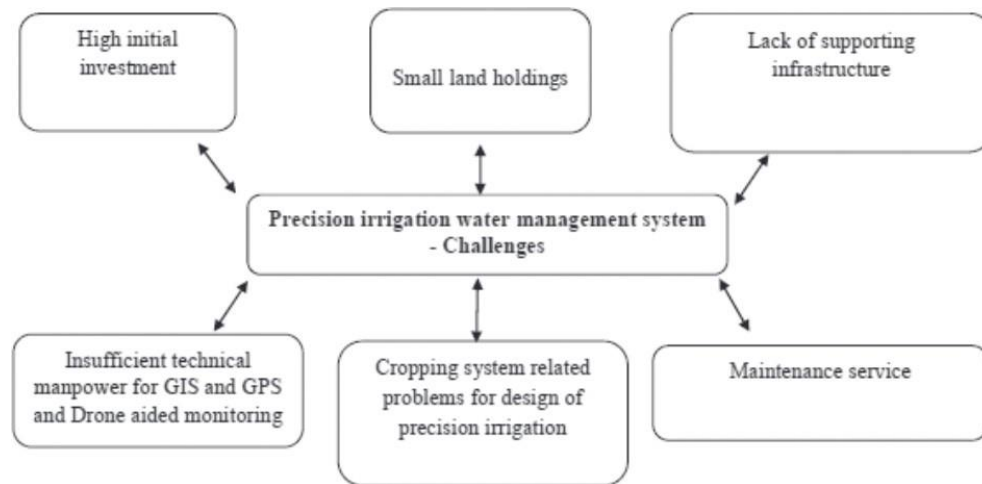 High initial
investment
Small land holdings
Lack of supporting
infrastructure
Precision irrigation water management system
- Challenges
Insufficient technical
manpower for GIS and GPS
and Drone aided monitoring
Cropping system related
problems for design of
precision irrigation
Maintenance service